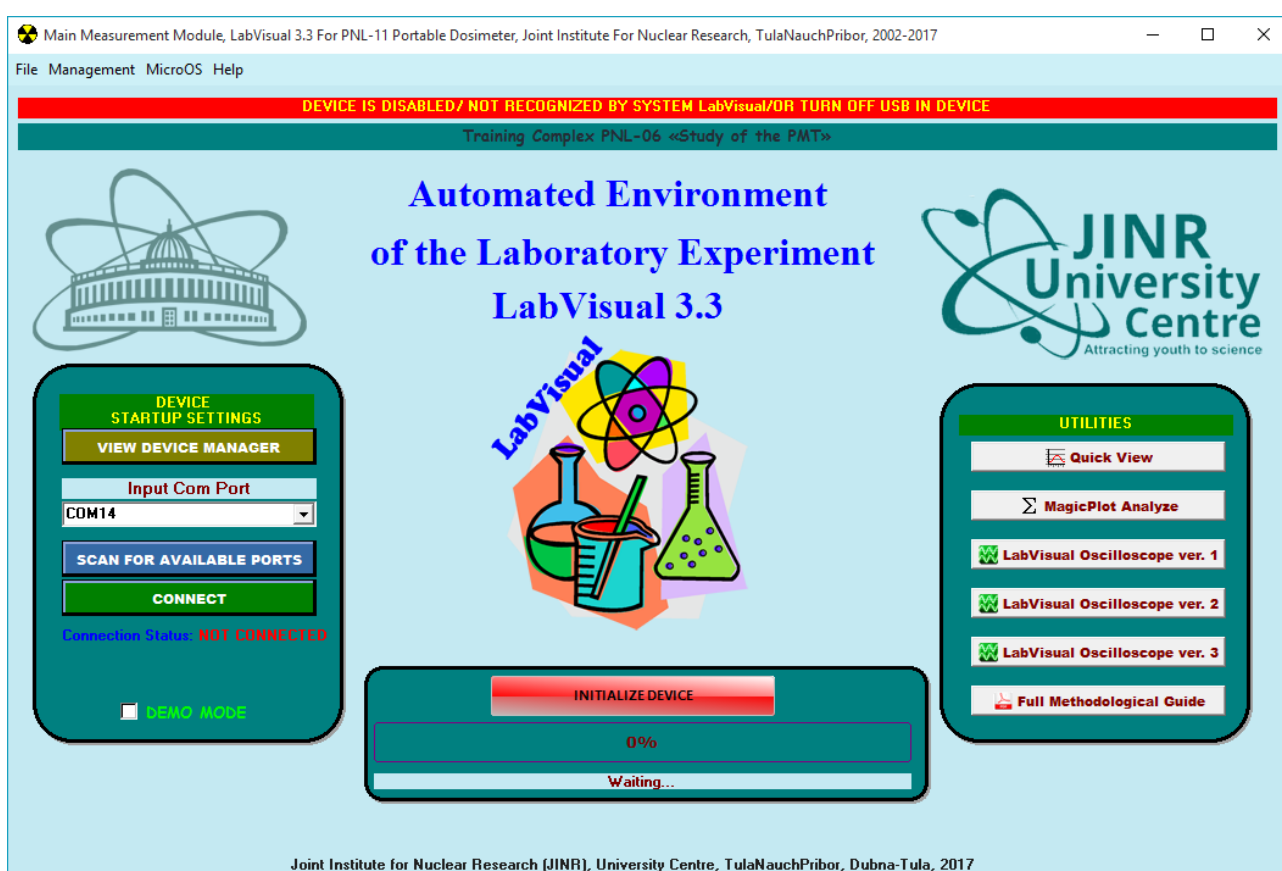 Main Measurement Module, LabVisual 3.3 For PNL-11 Portable Dosimeter, Joint Institute For Nuclear Research, TulaNauchPribor, 2002-2017
File Management MicroOS Help
DEVICE IS DISABLED/ NOT RECOGNIZED BY SYSTEM LabVisual/OR TURN OFF USB IN DEVICE
Training Complex PNL-06 «Study of the PMT»
Automated Environment
of the Laboratory Experiment
LabVisual 3.3
JINR
University
Centre
Attracting youth to science
LabVisual
DEVICE
STARTUP SETTINGS
VIEW DEVICE MANAGER
Input Com Port
COM14
SCAN FOR AVAILABLE PORTS
CONNECT
Connection Status: NOT CONNECTED
DEMO MODE
INITIALIZE DEVICE
0%
Waiting...
UTILITIES
Quick View
Σ MagicPlot Analyze
LabVisual Oscilloscope ver. 1
LabVisual Oscilloscope ver. 2
LabVisual Oscilloscope ver. 3
Full Methodological Guide
Joint Institute for Nuclear Research (JINR), University Centre, TulaNauchPribor, Dubna-Tula, 2017